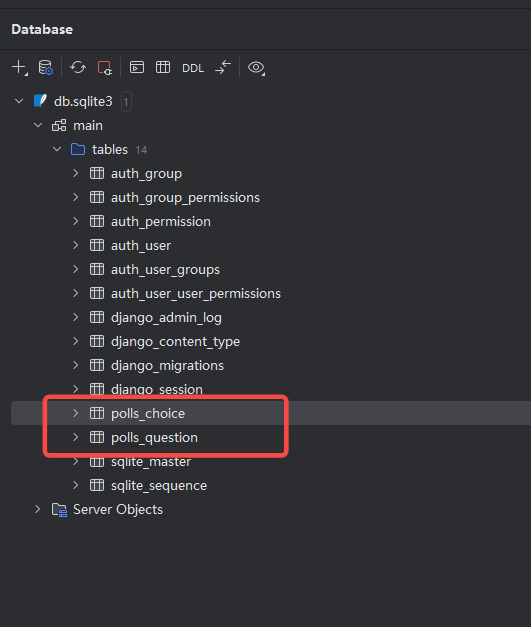 Database
DDL
db.sqlite3 1
main
tables 14
auth_group
auth_group_permissions
auth_permission
auth_user
auth_user_groups
auth_user_user_permissions
django_admin_log
django_content_type
django_migrations
django_session
polls_choice
polls_question
sqlite_master
sqlite_sequence
Server Objects